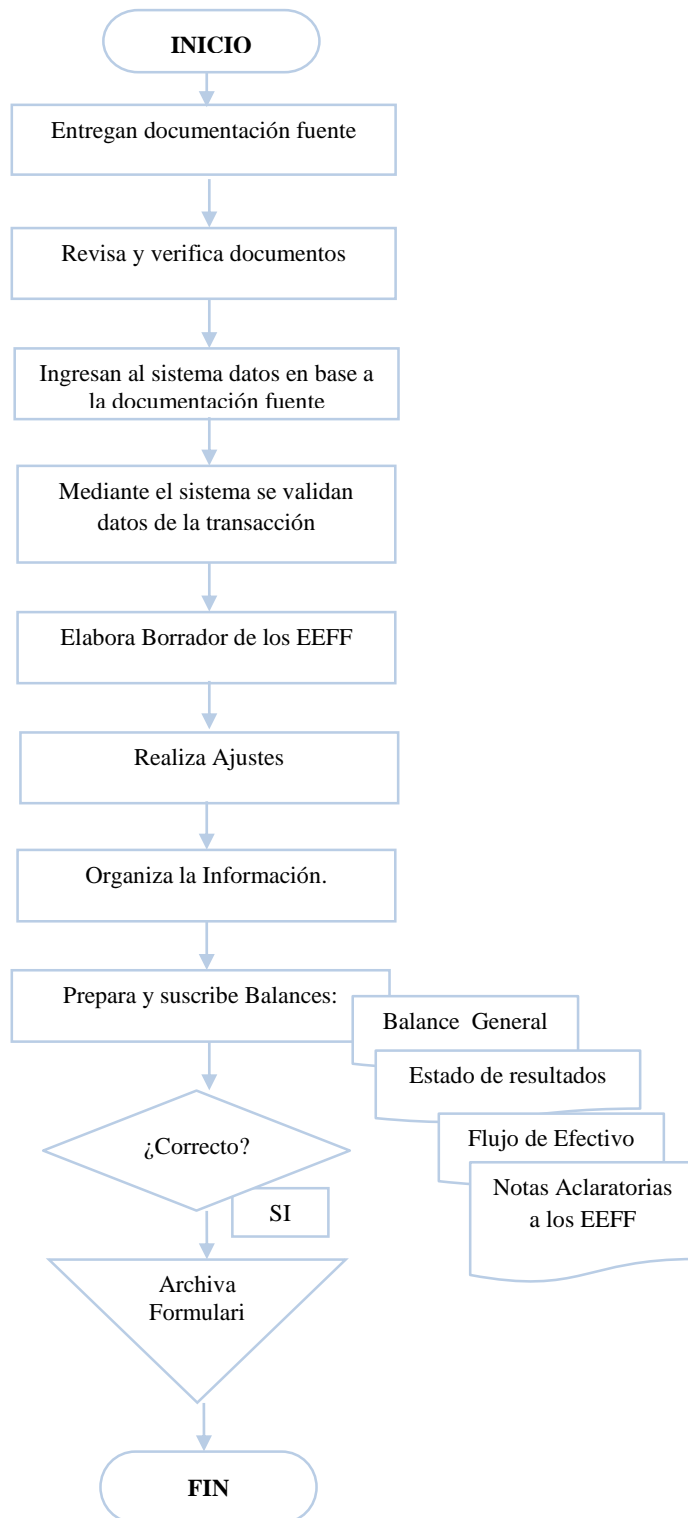 INICIO
Entregan documentación fuente
Revisa y verifica documentos
Ingresan al sistema datos en base a
la documentación fuente
Mediante el sistema se validan
datos de la transacción
Elabora Borrador de los EEFF
Realiza Ajustes
Organiza la Información.
Prepara y suscribe Balances:
Balance General
Estado de resultados
Flujo de Efectivo
Notas Aclaratorias
a los EEFF
¿Correcto?
SI
Archiva
Formulari
FIN